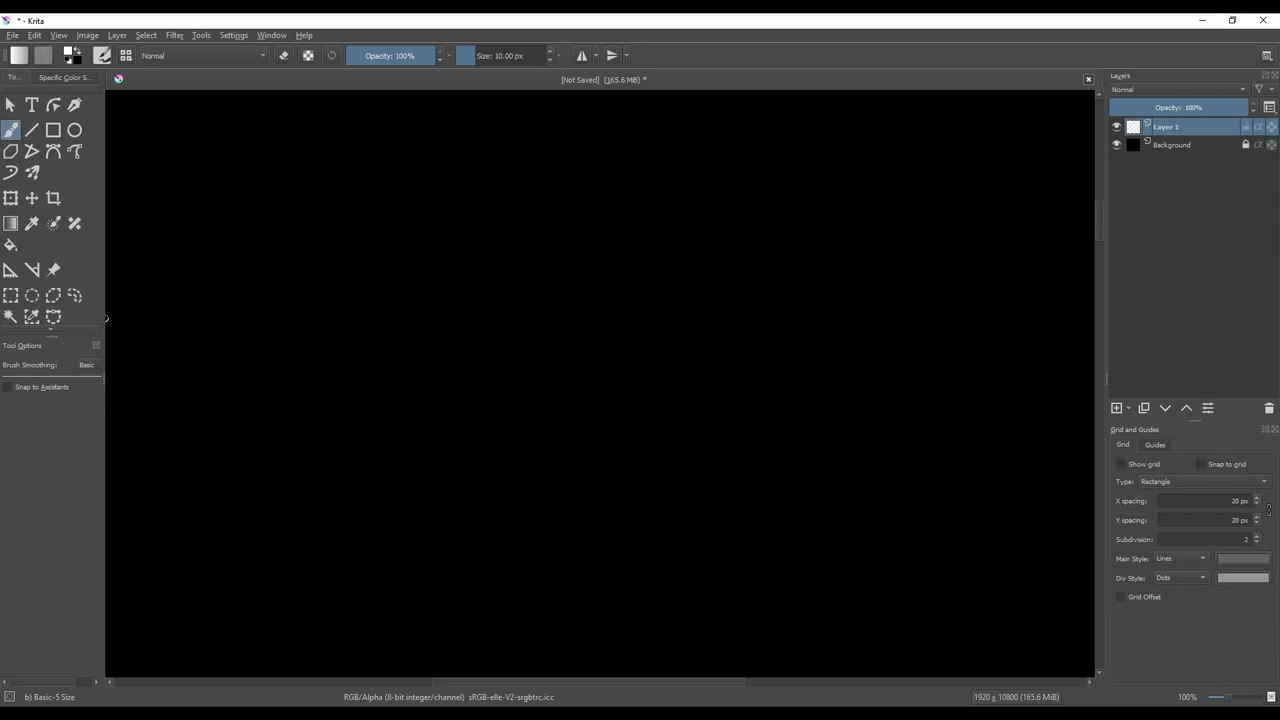 * - Krita
File Edit View Image Layer Select Filter Tools Settings Window Help
Normal Opacity: 100% Size: 10.00 px
To... Specific Color S... [Not Saved] (165.6 MiB) *
Layers
Normal
Opacity: 100%
Layer 1
Background
Tool Options
Brush Smoothing: Basic
Snap to Assistants
Grid and Guides
Grid Guides
Show grid Snap to grid
Type: Rectangle
X spacing: 20 px
Y spacing: 20 px
Subdivision: 2
Main Style: Lines
Div Style: Dots
Grid Offset
b) Basic-5 Size RGB/Alpha (8-bit integer/channel) sRGB-elle-V2-srgbtrc.icc 1920 x 10800 (165.6 MiB) 100%